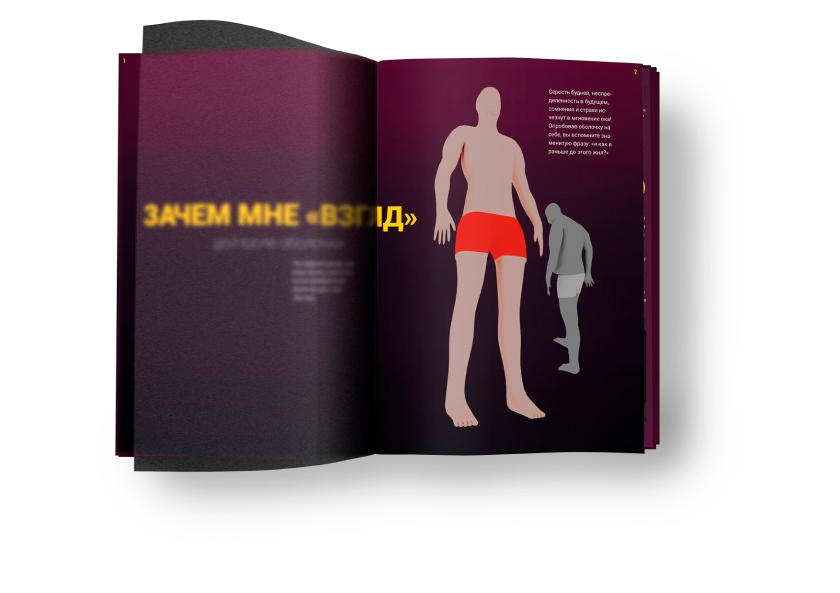 1
ЗАЧЕМ МНЕ «ВЗГЛЯД»
2
Серость будней, неопре-
деленность в будущем,
сомнения и страхи ис-
чезнут в мгновение ока!
Опробовав оболочку на
себе, вы вспомните зна-
менитую фразу: «и как я
раньше до этого жил?»